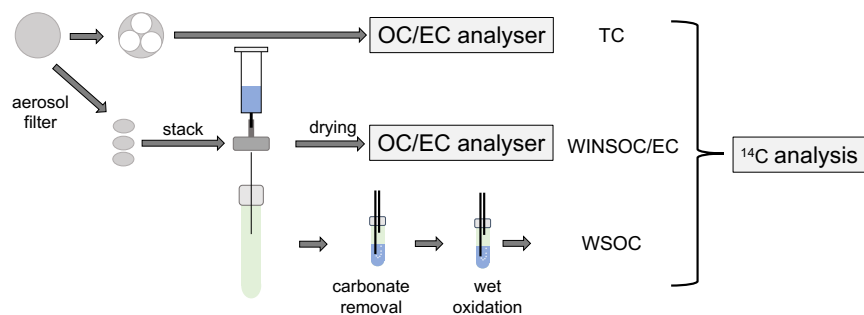 OC/EC analyser
TC
aerosol
filter
stack
drying
OC/EC analyser
WINSOC/EC
¹⁴C analysis
WSOC
carbonate
removal
wet
oxidation